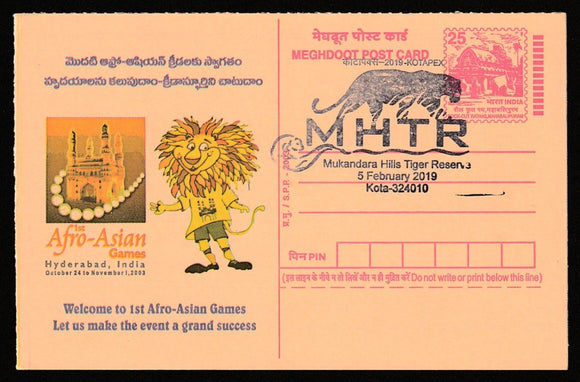 మొదటి ఆఫ్రో-ఆషియన్ క్రీడలకు స్వాగతం
హృదయాలను కలుపుదాం-క్రీడాస్ఫూర్తిని చాటుదాం
1st
Afro-Asian
Games
Hyderabad, India
October 24 to November 1, 2003
Welcome to 1st Afro-Asian Games
Let us make the event a grand success
मेघदूत पोस्ट कार्ड
MEGHDOOT POST CARD
कोटापेक्स-2019-KOTAPEX
25
भारत INDIA
MHTR
Mukandara Hills Tiger Reserve
5 February 2019
Kota-324010
प्र.मु. / S.P.P.
पिन PIN
(इस लाइन के नीचे न तो लिखें और न ही मुद्रित करें Do not write or print below this line)